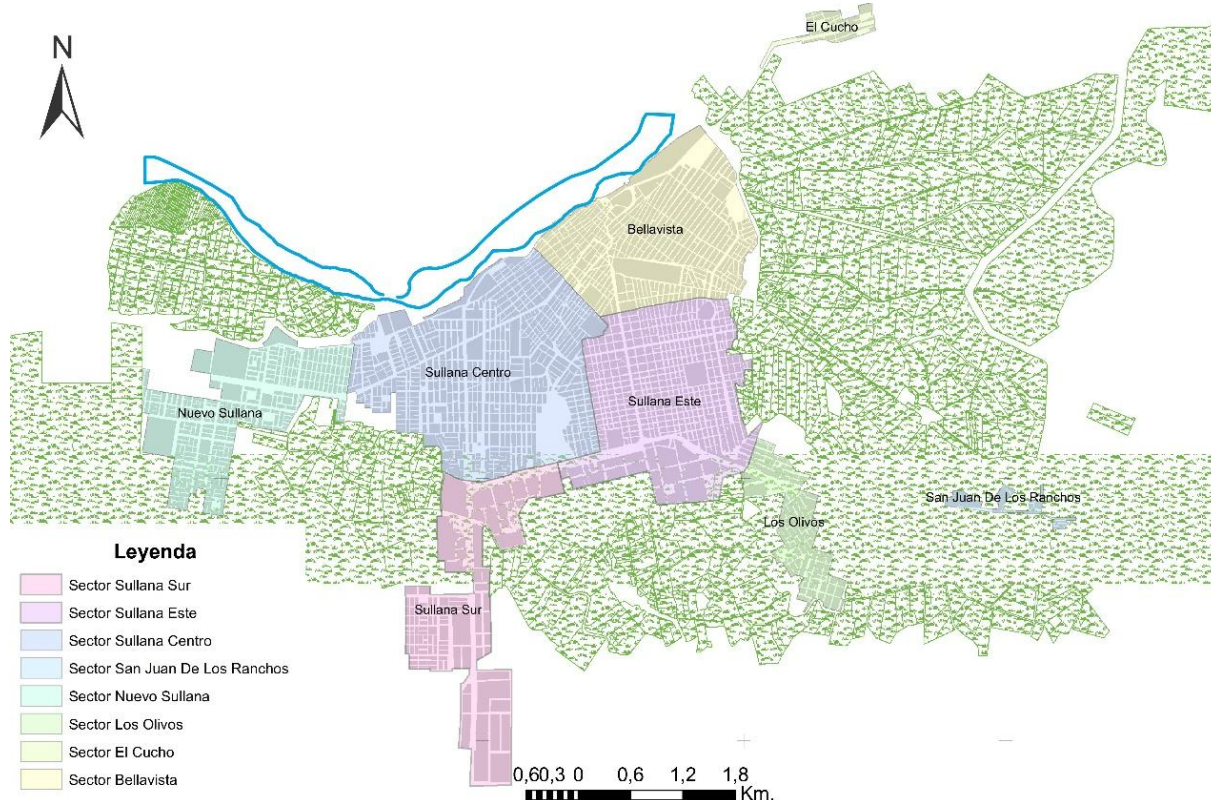 El Cucho
N
Bellavista
Sullana Centro
Sullana Este
Nuevo Sullana
San Juan De Los Ranchos
Los Olivos
Sullana Sur
Leyenda
Sector Sullana Sur
Sector Sullana Este
Sector Sullana Centro
Sector San Juan De Los Ranchos
Sector Nuevo Sullana
Sector Los Olivos
Sector El Cucho
Sector Bellavista
0,60,3 0 0,6 1,2 1,8
Km.